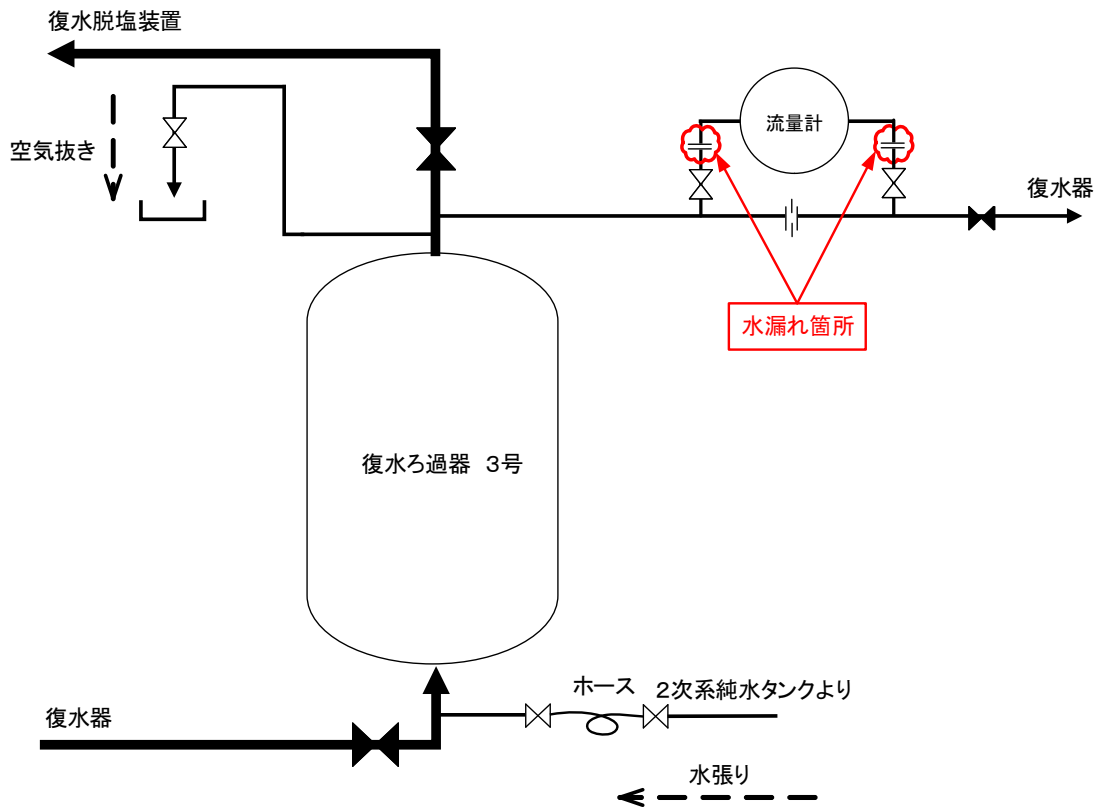 復水脱塩装置
空気抜き
流量計
復水器
水漏れ箇所
復水ろ過器　3号
ホース
２次系純水タンクより
復水器
水張り